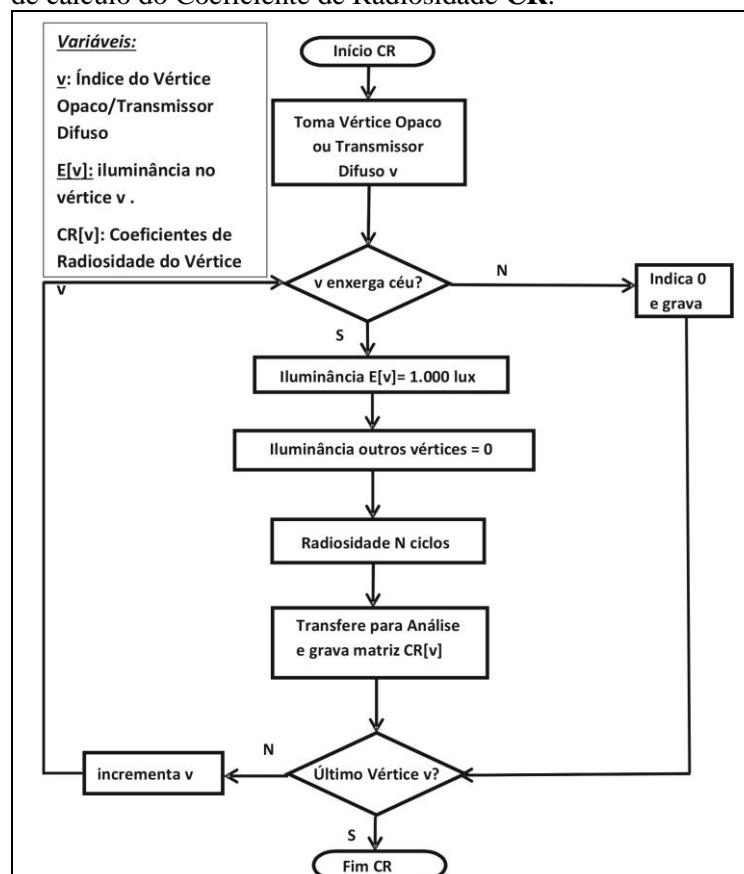 de cálculo do Coeficiente de Radiosidade CR.
Variáveis:
v: Índice do Vértice
Opaco/Transmissor
Difuso
E[v]: iluminância no
vértice v .
CR[v]: Coeficientes de
Radiosidade do Vértice
v
Início CR
Toma Vértice Opaco
ou Transmissor
Difuso v
v enxerga céu?
N
Indica 0
e grava
S
Iluminância E[v]= 1.000 lux
Iluminância outros vértices = 0
Radiosidade N ciclos
Transfere para Análise
e grava matriz CR[v]
Último Vértice v?
N
incrementa v
S
Fim CR